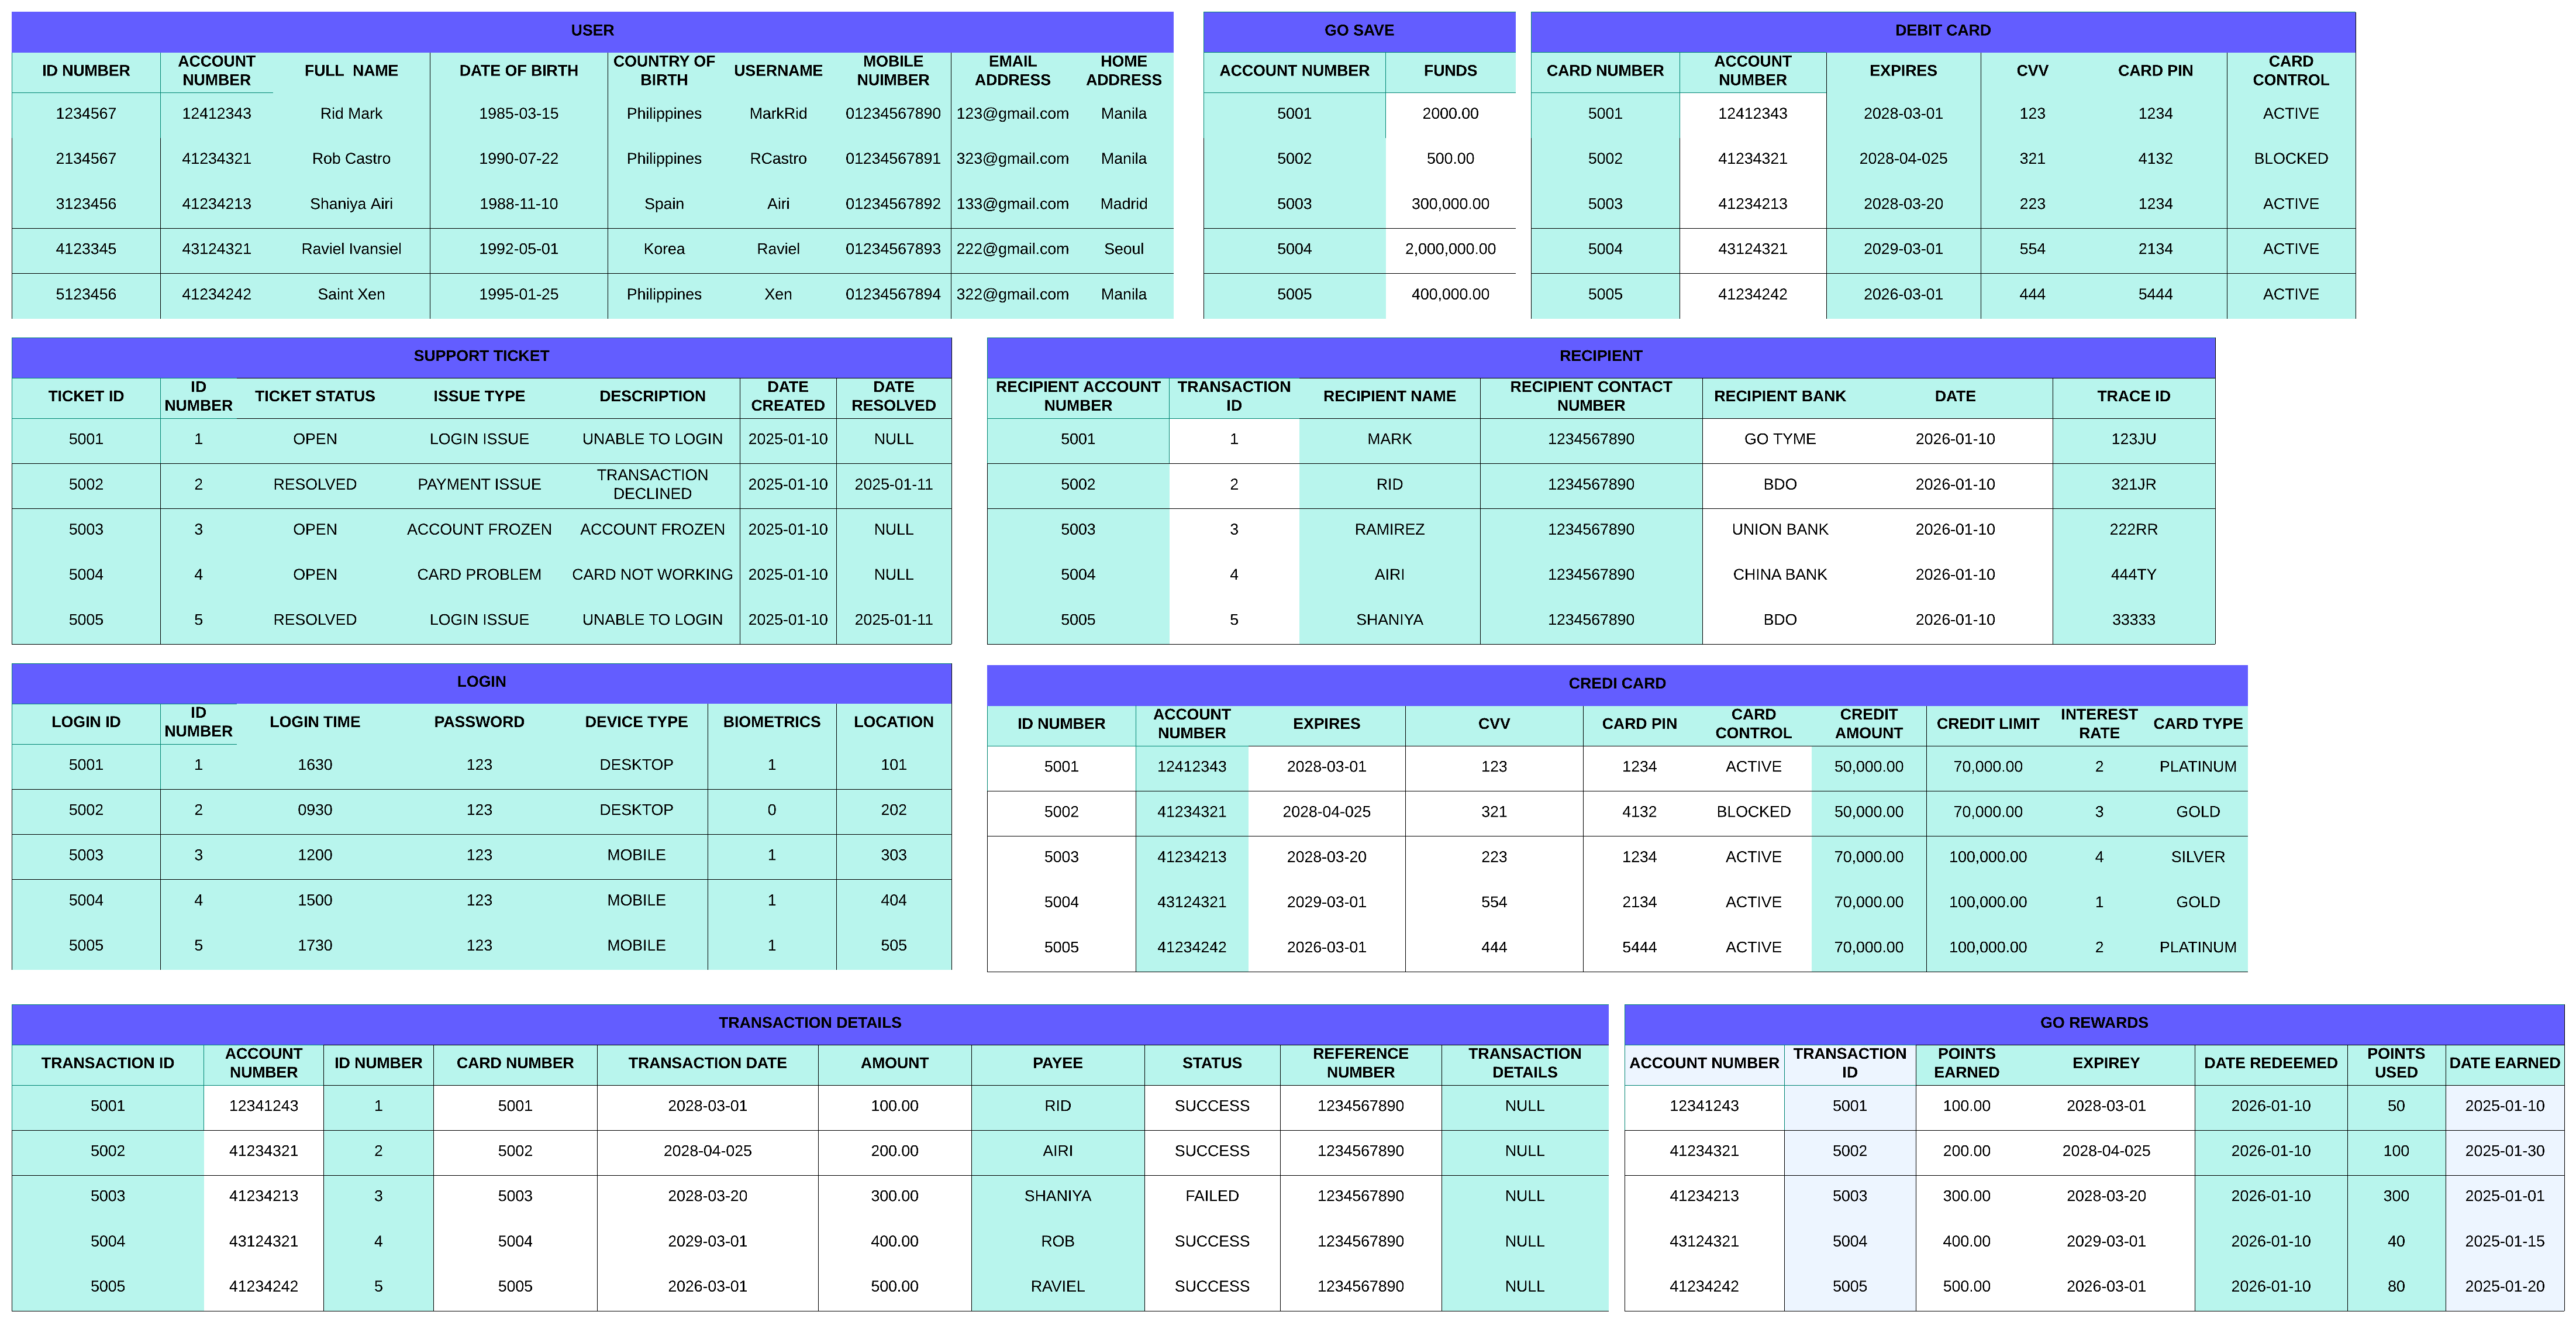 USER
ID NUMBER ACCOUNT NUMBER FULL NAME DATE OF BIRTH COUNTRY OF BIRTH USERNAME MOBILE NUIMBER EMAIL ADDRESS HOME ADDRESS
1234567 12412343 Rid Mark 1985-03-15 Philippines MarkRid 01234567890 123@gmail.com Manila
2134567 41234321 Rob Castro 1990-07-22 Philippines RCastro 01234567891 323@gmail.com Manila
3123456 41234213 Shaniya Airi 1988-11-10 Spain Airi 01234567892 133@gmail.com Madrid
4123345 43124321 Raviel Ivansiel 1992-05-01 Korea Raviel 01234567893 222@gmail.com Seoul
5123456 41234242 Saint Xen 1995-01-25 Philippines Xen 01234567894 322@gmail.com Manila
GO SAVE
ACCOUNT NUMBER FUNDS
5001 2000.00
5002 500.00
5003 300,000.00
5004 2,000,000.00
5005 400,000.00
DEBIT CARD
CARD NUMBER ACCOUNT NUMBER EXPIRES CVV CARD PIN CARD CONTROL
5001 12412343 2028-03-01 123 1234 ACTIVE
5002 41234321 2028-04-025 321 4132 BLOCKED
5003 41234213 2028-03-20 223 1234 ACTIVE
5004 43124321 2029-03-01 554 2134 ACTIVE
5005 41234242 2026-03-01 444 5444 ACTIVE
SUPPORT TICKET
TICKET ID ID NUMBER TICKET STATUS ISSUE TYPE DESCRIPTION DATE CREATED DATE RESOLVED
5001 1 OPEN LOGIN ISSUE UNABLE TO LOGIN 2025-01-10 NULL
5002 2 RESOLVED PAYMENT ISSUE TRANSACTION DECLINED 2025-01-10 2025-01-11
5003 3 OPEN ACCOUNT FROZEN ACCOUNT FROZEN 2025-01-10 NULL
5004 4 OPEN CARD PROBLEM CARD NOT WORKING 2025-01-10 NULL
5005 5 RESOLVED LOGIN ISSUE UNABLE TO LOGIN 2025-01-10 2025-01-11
RECIPIENT
RECIPIENT ACCOUNT NUMBER TRANSACTION ID RECIPIENT NAME RECIPIENT CONTACT NUMBER RECIPIENT BANK DATE TRACE ID
5001 1 MARK 1234567890 GO TYME 2026-01-10 123JU
5002 2 RID 1234567890 BDO 2026-01-10 321JR
5003 3 RAMIREZ 1234567890 UNION BANK 2026-01-10 222RR
5004 4 AIRI 1234567890 CHINA BANK 2026-01-10 444TY
5005 5 SHANIYA 1234567890 BDO 2026-01-10 33333
LOGIN
LOGIN ID ID NUMBER LOGIN TIME PASSWORD DEVICE TYPE BIOMETRICS LOCATION
5001 1 1630 123 DESKTOP 1 101
5002 2 0930 123 DESKTOP 0 202
5003 3 1200 123 MOBILE 1 303
5004 4 1500 123 MOBILE 1 404
5005 5 1730 123 MOBILE 1 505
CREDI CARD
ID NUMBER ACCOUNT NUMBER EXPIRES CVV CARD PIN CARD CONTROL CREDIT AMOUNT CREDIT LIMIT INTEREST RATE CARD TYPE
5001 12412343 2028-03-01 123 1234 ACTIVE 50,000.00 70,000.00 2 PLATINUM
5002 41234321 2028-04-025 321 4132 BLOCKED 50,000.00 70,000.00 3 GOLD
5003 41234213 2028-03-20 223 1234 ACTIVE 70,000.00 100,000.00 4 SILVER
5004 43124321 2029-03-01 554 2134 ACTIVE 70,000.00 100,000.00 1 GOLD
5005 41234242 2026-03-01 444 5444 ACTIVE 70,000.00 100,000.00 2 PLATINUM
TRANSACTION DETAILS
TRANSACTION ID ACCOUNT NUMBER ID NUMBER CARD NUMBER TRANSACTION DATE AMOUNT PAYEE STATUS REFERENCE NUMBER TRANSACTION DETAILS
5001 12341243 1 5001 2028-03-01 100.00 RID SUCCESS 1234567890 NULL
5002 41234321 2 5002 2028-04-025 200.00 AIRI SUCCESS 1234567890 NULL
5003 41234213 3 5003 2028-03-20 300.00 SHANIYA FAILED 1234567890 NULL
5004 43124321 4 5004 2029-03-01 400.00 ROB SUCCESS 1234567890 NULL
5005 41234242 5 5005 2026-03-01 500.00 RAVIEL SUCCESS 1234567890 NULL
GO REWARDS
ACCOUNT NUMBER TRANSACTION ID POINTS EARNED EXPIREY DATE REDEEMED POINTS USED DATE EARNED
12341243 5001 100.00 2028-03-01 2026-01-10 50 2025-01-10
41234321 5002 200.00 2028-04-025 2026-01-10 100 2025-01-30
41234213 5003 300.00 2028-03-20 2026-01-10 300 2025-01-01
43124321 5004 400.00 2029-03-01 2026-01-10 40 2025-01-15
41234242 5005 500.00 2026-03-01 2026-01-10 80 2025-01-20